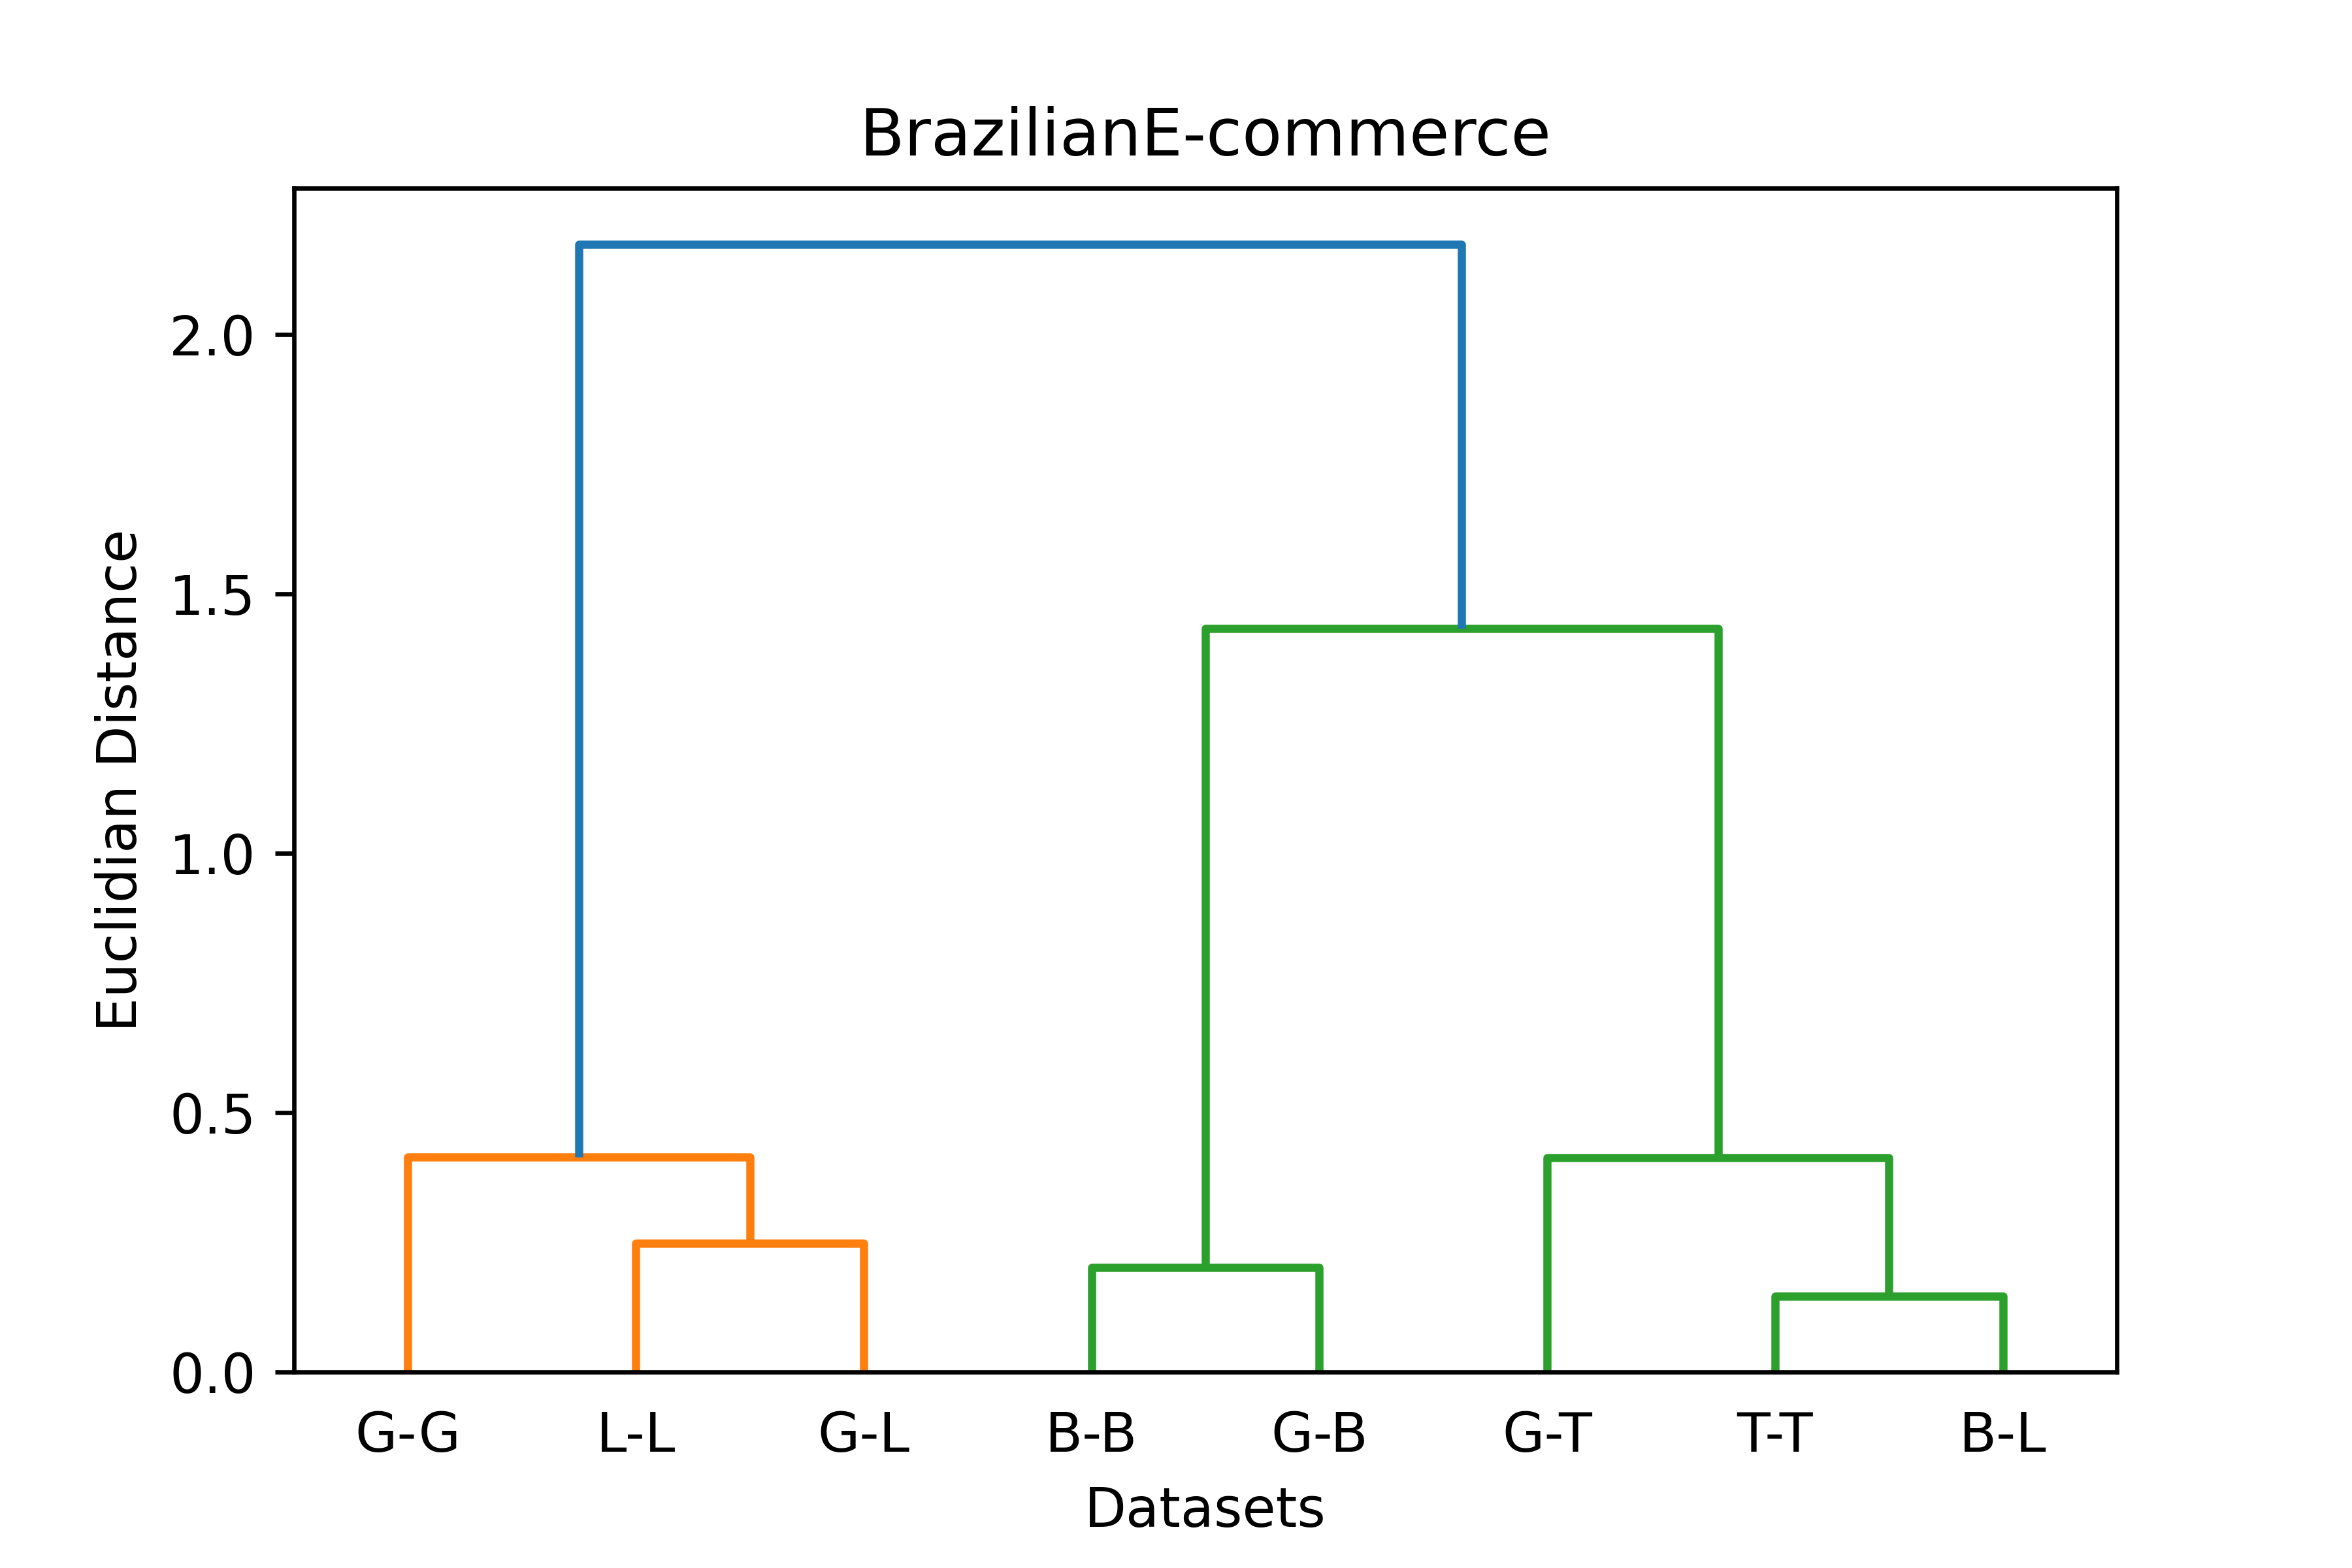 BrazilianE-commerce
Euclidian Distance
2.0
1.5
1.0
0.5
0.0
G-G L-L G-L B-B G-B G-T T-T B-L
Datasets